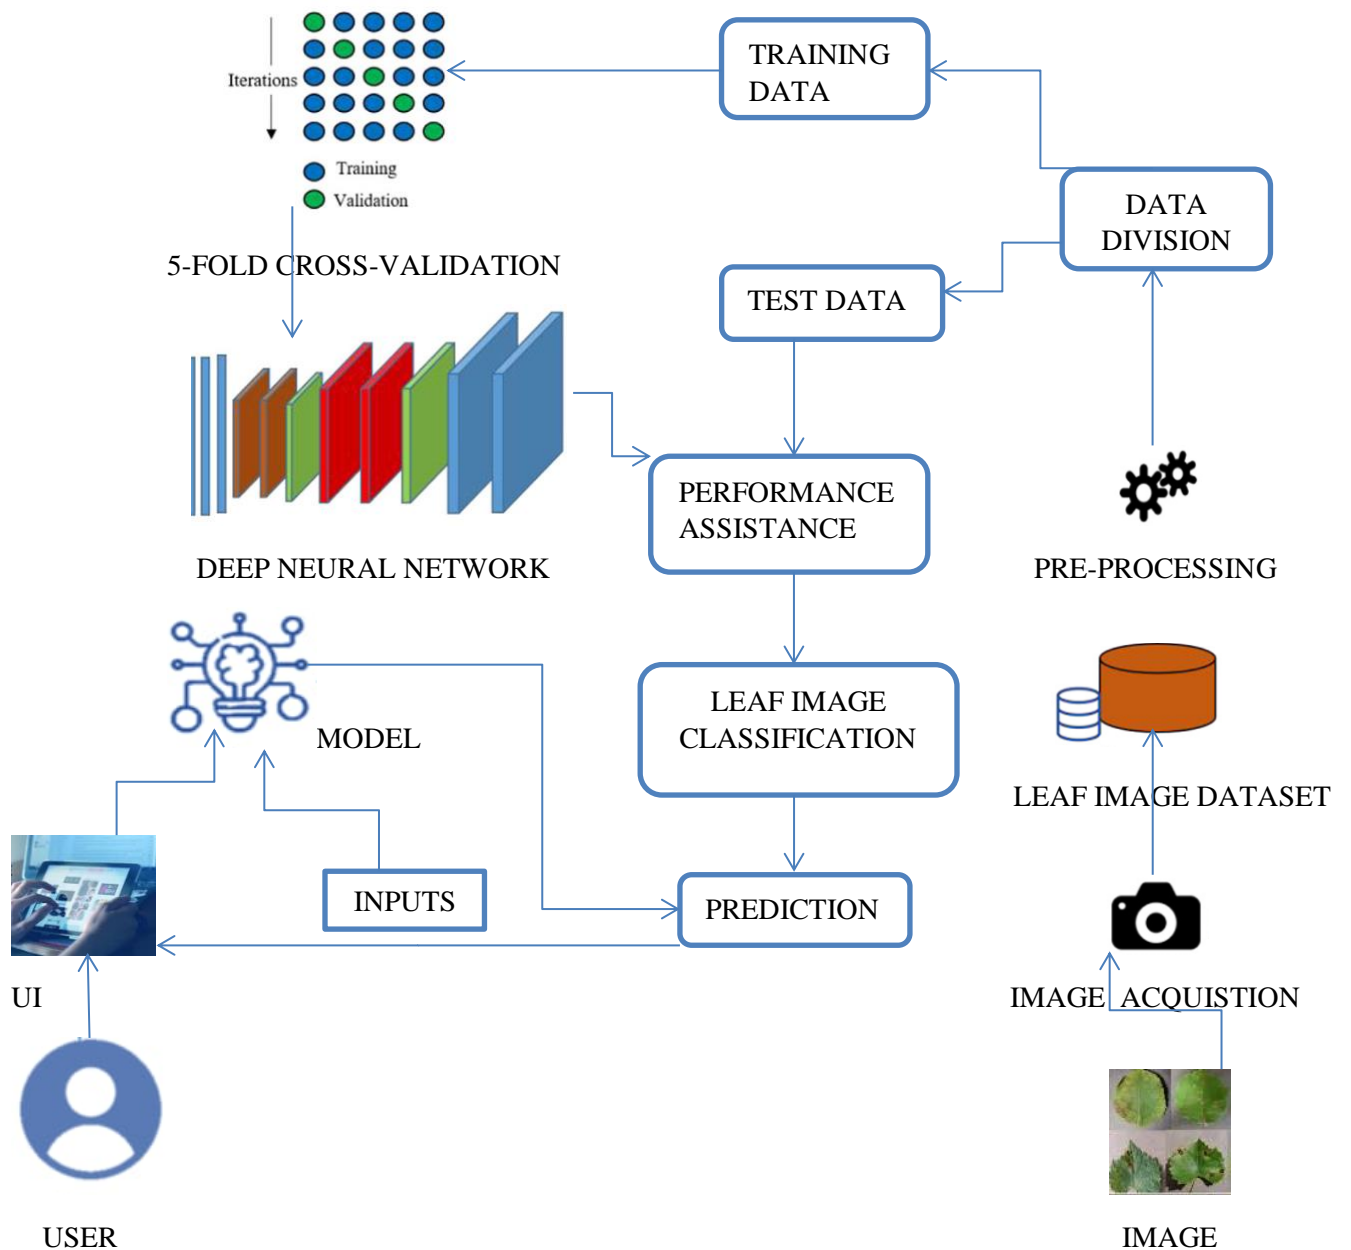 Iterations
Training
Validation
5-FOLD CROSS-VALIDATION
TRAINING
DATA
DATA
DIVISION
TEST DATA
DEEP NEURAL NETWORK
PERFORMANCE
ASSISTANCE
PRE-PROCESSING
MODEL
LEAF IMAGE
CLASSIFICATION
LEAF IMAGE DATASET
INPUTS
PREDICTION
UI
IMAGE ACQUISTION
USER
IMAGE